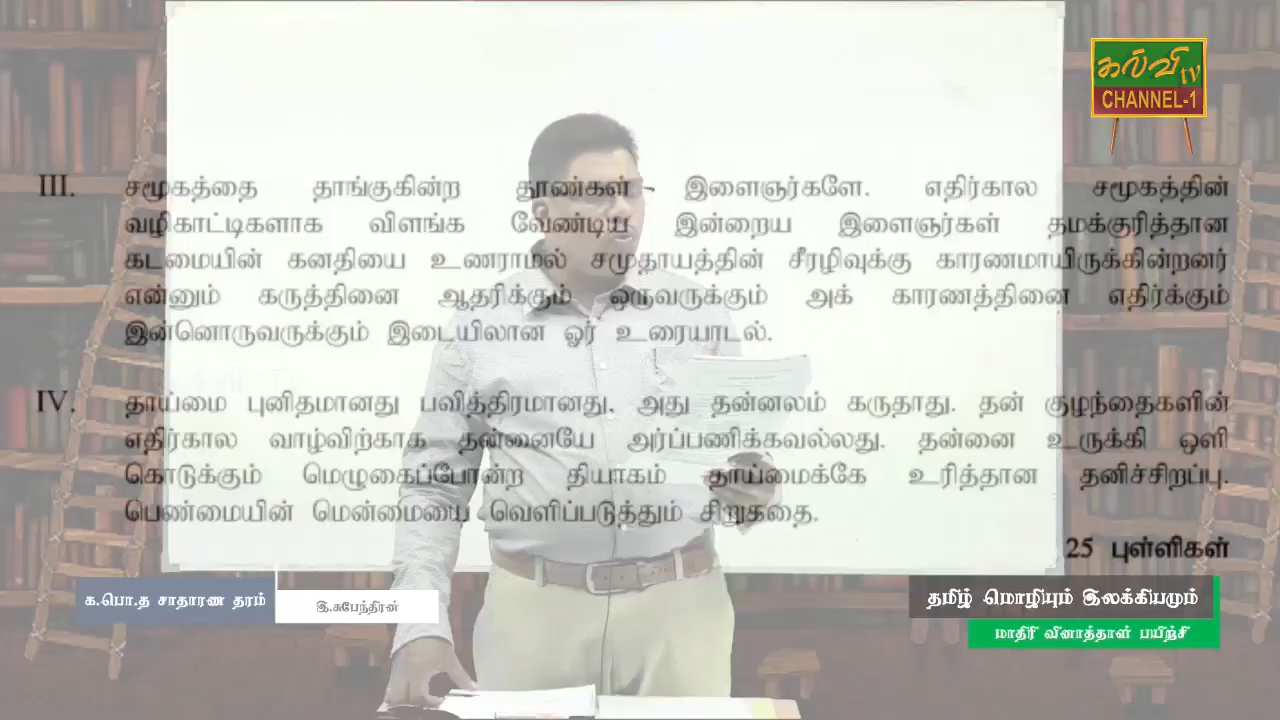 கல்வி tv
CHANNEL-1
III. சமூகத்தை தாங்குகின்ற தூண்கள் இளைஞர்களே. எதிர்கால சமூகத்தின்
வழிகாட்டிகளாக விளங்க வேண்டிய இன்றைய இளைஞர்கள் தமக்குரித்தான
கடமையின் கனதியை உணராமல் சமுதாயத்தின் சீரழிவுக்கு காரணமாயிருக்கின்றனர்
என்னும் கருத்தினை ஆதரிக்கும் ஒருவருக்கும் அக் காரணத்தினை எதிர்க்கும்
இன்னொருவருக்கும் இடையிலான ஓர் உரையாடல்.
IV. தாய்மை புனிதமானது பவித்திரமானது. அது தன்னலம் கருதாது. தன் குழந்தைகளின்
எதிர்கால வாழ்விற்காக தன்னையே அர்ப்பணிக்கவல்லது. தன்னை உருக்கி ஒளி
கொடுக்கும் மெழுகைப்போன்ற தியாகம் தாய்மைக்கே உரித்தான தனிச்சிறப்பு.
பெண்மையின் மென்மையை வெளிப்படுத்தும் சிறுகதை.
25 புள்ளிகள்
க.பொ.த சாதாரண தரம்
இ.சுபேந்திரன்
தமிழ் மொழியும் இலக்கியமும்
மாதிரி வினாத்தாள் பயிற்சி